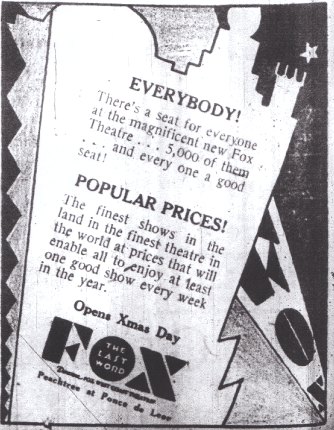 EVERYBODY!
There's a seat for everyone
at the magnificent new Fox
Theatre . . . 5,000 of them
. . . and every one a good
seat!
POPULAR PRICES!
The finest shows in the
land in the finest theatre in
the world at prices that will
enable all to enjoy at least
one good show every week
in the year.
Opens Xmas Day
FOX
THE
LAST
WORD
Peachtree at Ponce de Leon